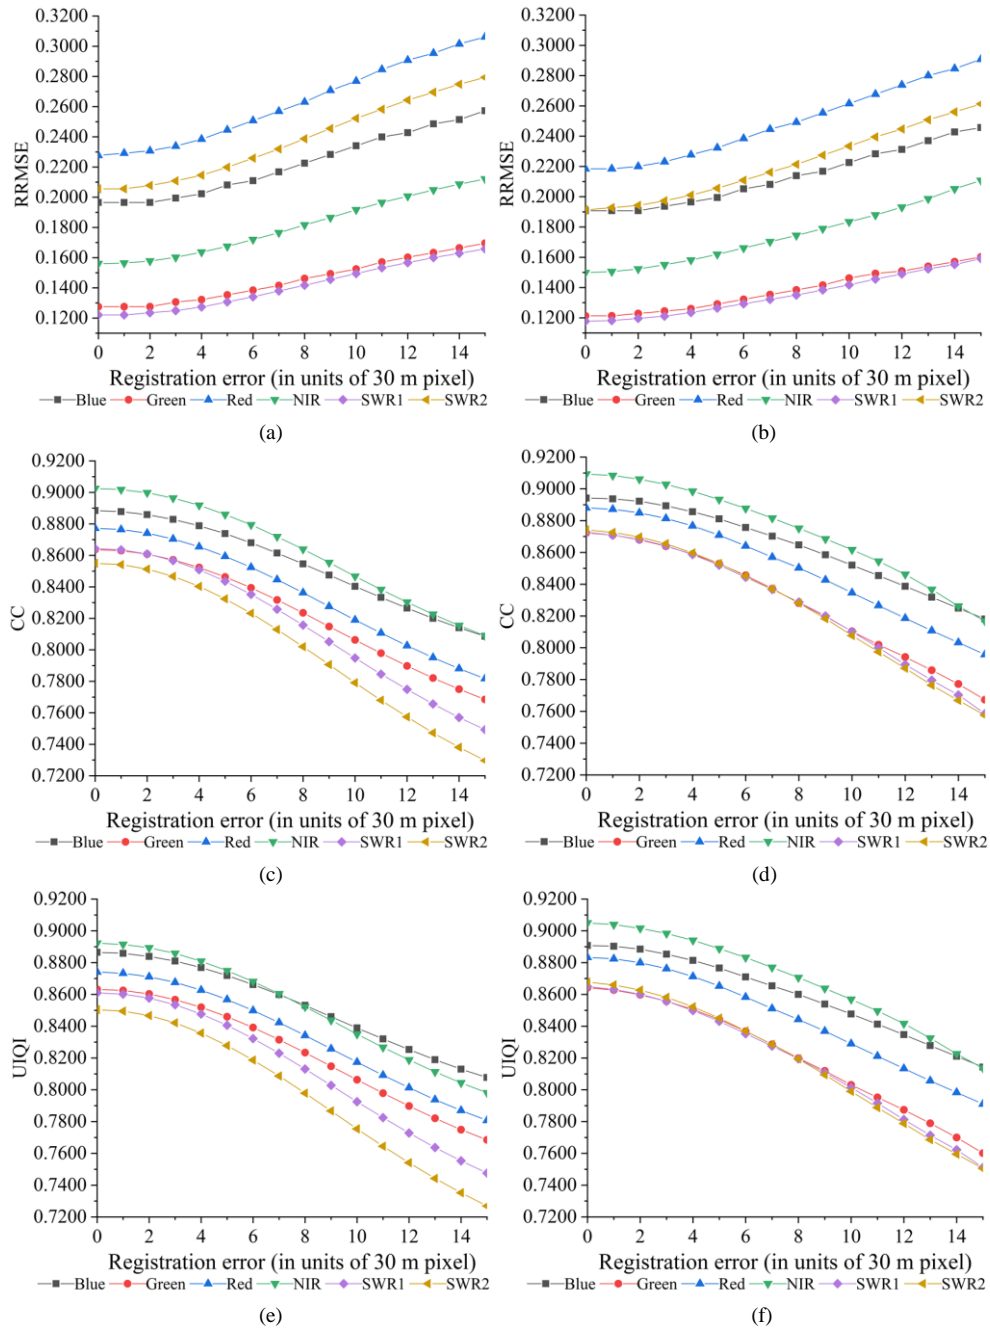 0.3200
0.3000
0.2800
0.2600
0.2400
0.2200
0.2000
0.1800
0.1600
0.1400
0.1200
RRMSE
0 2 4 6 8 10 12 14
Registration error (in units of 30 m pixel)
Blue Green Red NIR SWR1 SWR2
(a)
0.3200
0.3000
0.2800
0.2600
0.2400
0.2200
0.2000
0.1800
0.1600
0.1400
0.1200
RRMSE
0 2 4 6 8 10 12 14
Registration error (in units of 30 m pixel)
Blue Green Red NIR SWR1 SWR2
(b)
0.9200
0.9000
0.8800
0.8600
0.8400
0.8200
0.8000
0.7800
0.7600
0.7400
0.7200
CC
0 2 4 6 8 10 12 14
Registration error (in units of 30 m pixel)
Blue Green Red NIR SWR1 SWR2
(c)
0.9200
0.9000
0.8800
0.8600
0.8400
0.8200
0.8000
0.7800
0.7600
0.7400
0.7200
CC
0 2 4 6 8 10 12 14
Registration error (in units of 30 m pixel)
Blue Green Red NIR SWR1 SWR2
(d)
0.9200
0.9000
0.8800
0.8600
0.8400
0.8200
0.8000
0.7800
0.7600
0.7400
0.7200
UIQI
0 2 4 6 8 10 12 14
Registration error (in units of 30 m pixel)
Blue Green Red NIR SWR1 SWR2
(e)
0.9200
0.9000
0.8800
0.8600
0.8400
0.8200
0.8000
0.7800
0.7600
0.7400
0.7200
UIQI
0 2 4 6 8 10 12 14
Registration error (in units of 30 m pixel)
Blue Green Red NIR SWR1 SWR2
(f)